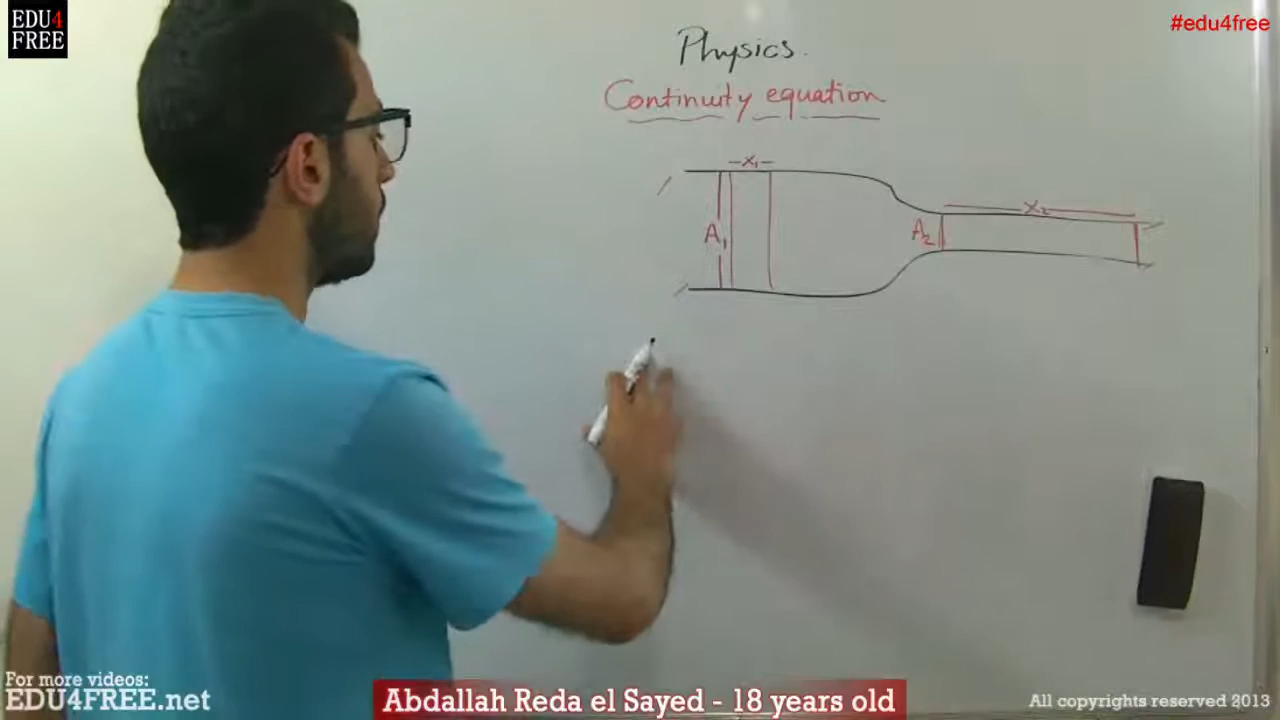 EDU4
FREE
#edu4free
Physics.
Continuity equation
x₁
x₂
A₁
A₂
For more videos:
EDU4FREE.net
Abdallah Reda el Sayed - 18 years old
All copyrights reserved 2013